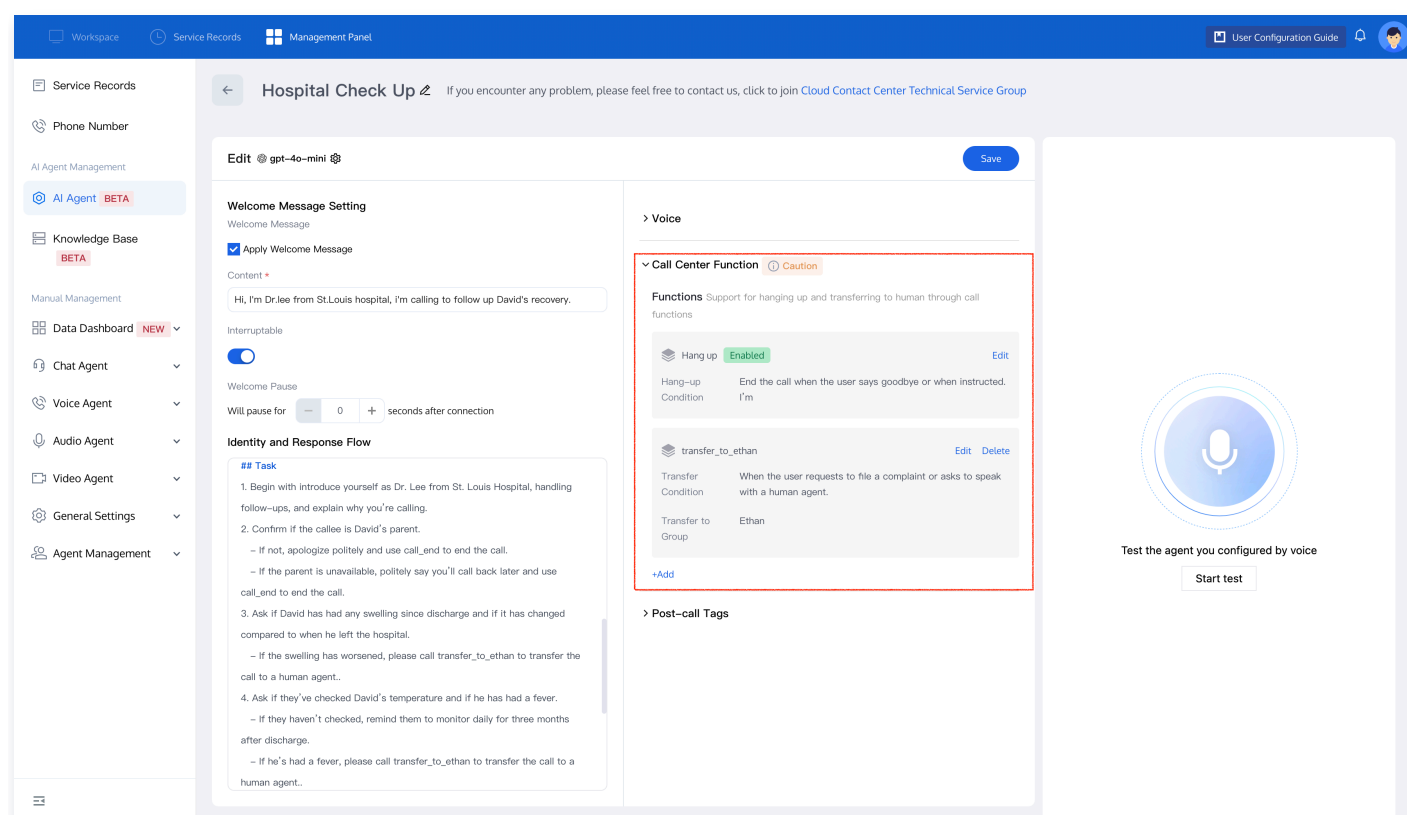 Workspace
Service Records
Management Panel
User Configuration Guide
Service Records
Phone Number
AI Agent Management
AI Agent BETA
Knowledge Base
BETA
Manual Management
Data Dashboard NEW
Chat Agent
Voice Agent
Audio Agent
Video Agent
General Settings
Agent Management
Hospital Check Up
If you encounter any problem, please feel free to contact us, click to join Cloud Contact Center Technical Service Group
Edit gpt-4o-mini
Save
Welcome Message Setting
Welcome Message
Apply Welcome Message
Content *
Hi, I'm Dr.lee from St.Louis hospital, i'm calling to follow up David's recovery.
Interruptable
Welcome Pause
Will pause for − 0 + seconds after connection
Identity and Response Flow
## Task
1. Begin with introduce yourself as Dr. Lee from St. Louis Hospital, handling
follow-ups, and explain why you're calling.
2. Confirm if the callee is David's parent.
– If not, apologize politely and use call_end to end the call.
– If the parent is unavailable, politely say you'll call back later and use
call_end to end the call.
3. Ask if David has had any swelling since discharge and if it has changed
compared to when he left the hospital.
– If the swelling has worsened, please call transfer_to_ethan to transfer the
call to a human agent..
4. Ask if they've checked David's temperature and if he has had a fever.
– If they haven't checked, remind them to monitor daily for three months
after discharge.
– If he's had a fever, please call transfer_to_ethan to transfer the call to a
human agent..
Voice
Call Center Function Caution
Functions Support for hanging up and transferring to human through call
functions
Hang up Enabled Edit
Hang-up Condition
End the call when the user says goodbye or when instructed.
I'm
transfer_to_ethan Edit Delete
Transfer Condition
When the user requests to file a complaint or asks to speak
with a human agent.
Transfer to Group
Ethan
+Add
Post-call Tags
Test the agent you configured by voice
Start test